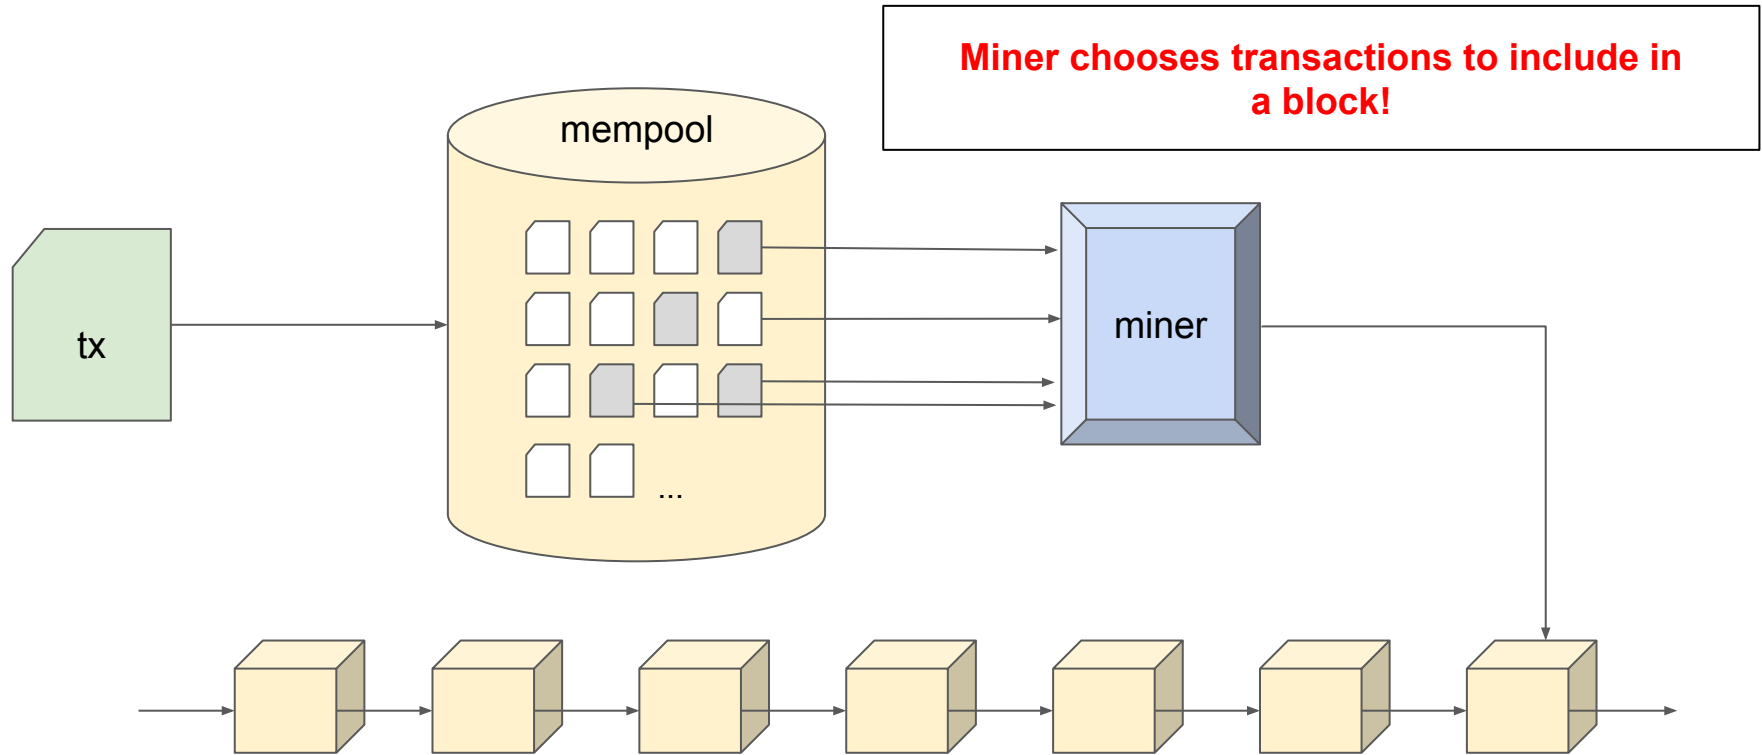 Miner chooses transactions to include in
a block!
mempool
tx
miner
...